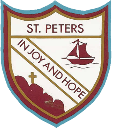 ST. PETERS
IN JOY AND HOPE